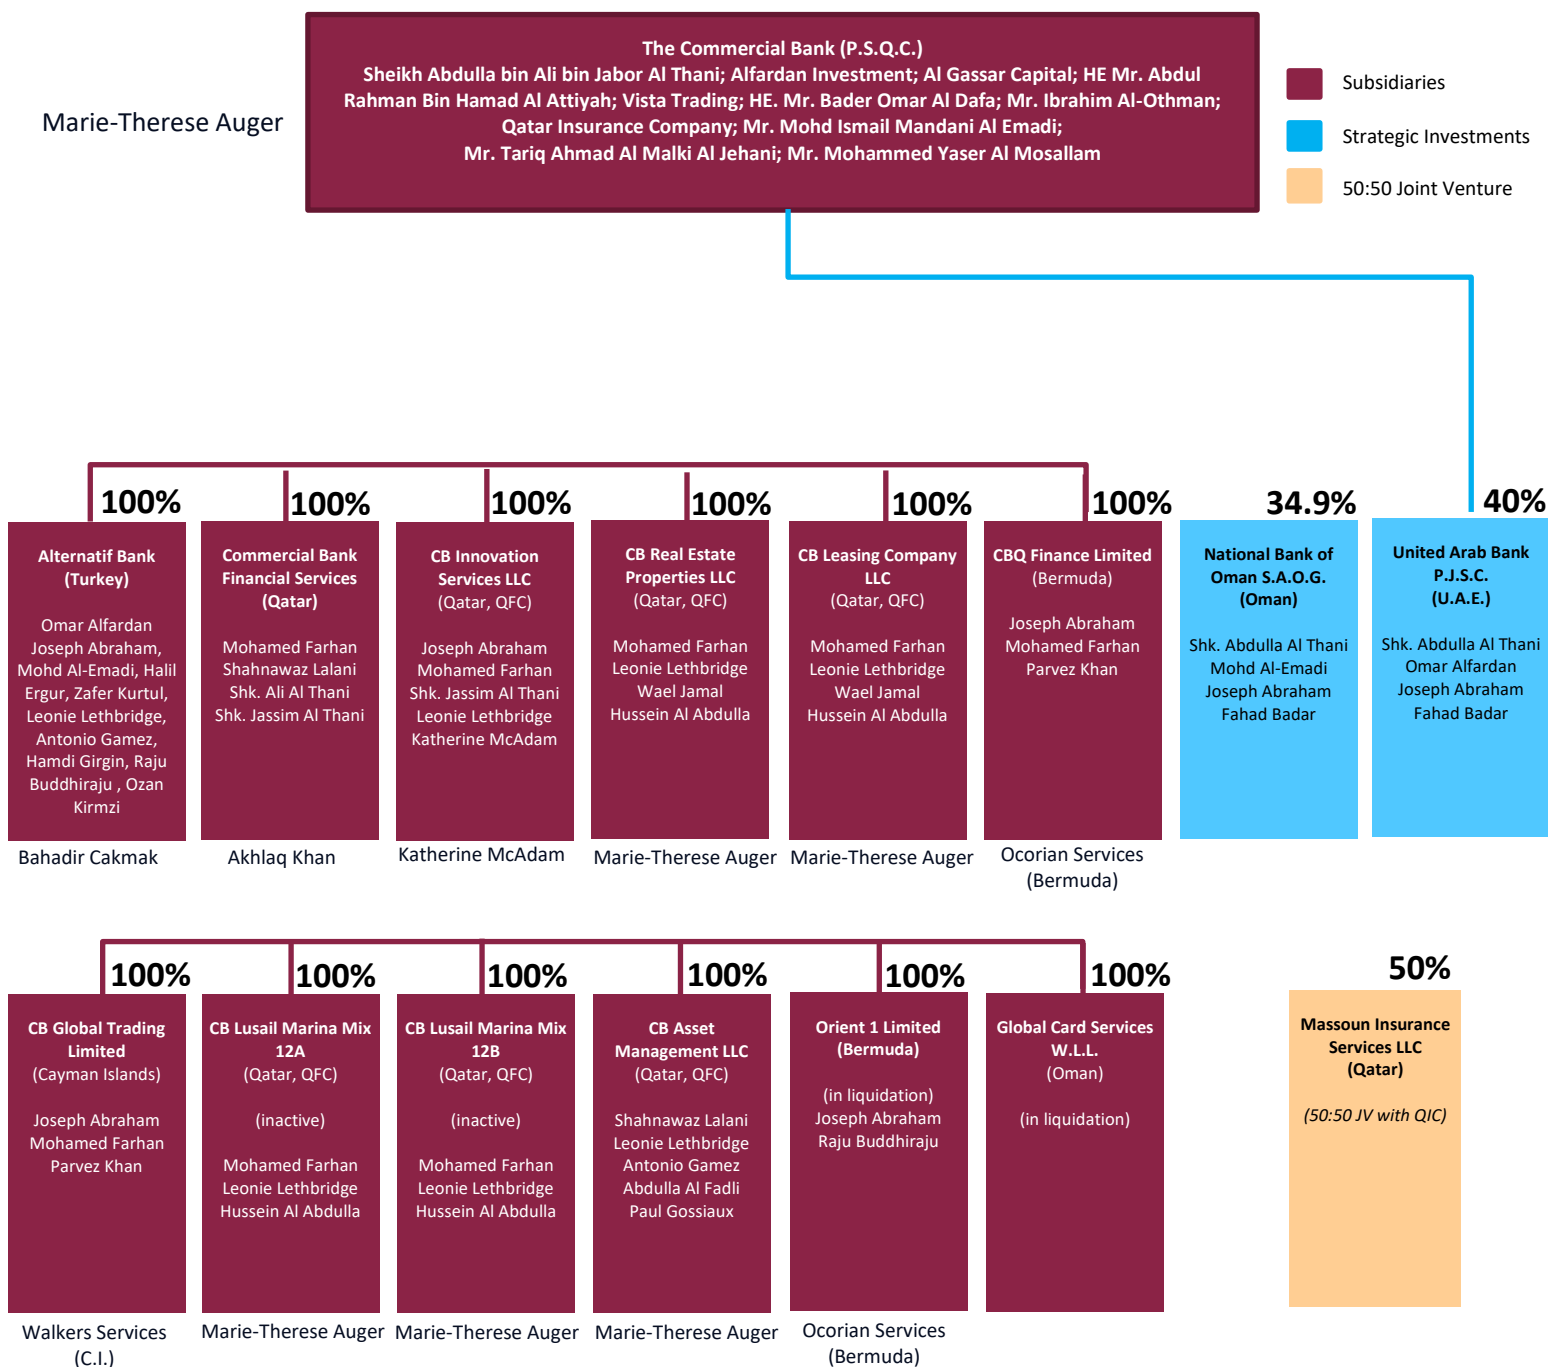 The Commercial Bank (P.S.Q.C.)
Sheikh Abdulla bin Ali bin Jabor Al Thani; Alfardan Investment; Al Gassar Capital; HE Mr. Abdul
Rahman Bin Hamad Al Attiyah; Vista Trading; HE. Mr. Bader Omar Al Dafa; Mr. Ibrahim Al-Othman;
Qatar Insurance Company; Mr. Mohd Ismail Mandani Al Emadi;
Mr. Tariq Ahmad Al Malki Al Jehani; Mr. Mohammed Yaser Al Mosallam
Marie-Therese Auger
Subsidiaries
Strategic Investments
50:50 Joint Venture
100%
Alternatif Bank
(Turkey)
Omar Alfardan
Joseph Abraham,
Mohd Al-Emadi, Halil
Ergur, Zafer Kurtul,
Leonie Lethbridge,
Antonio Gamez,
Hamdi Girgin, Raju
Buddhiraju , Ozan
Kirmzi
Bahadir Cakmak
100%
Commercial Bank
Financial Services
(Qatar)
Mohamed Farhan
Shahnawaz Lalani
Shk. Ali Al Thani
Shk. Jassim Al Thani
Akhlaq Khan
100%
CB Innovation
Services LLC
(Qatar, QFC)
Joseph Abraham
Mohamed Farhan
Shk. Jassim Al Thani
Leonie Lethbridge
Katherine McAdam
Katherine McAdam
100%
CB Real Estate
Properties LLC
(Qatar, QFC)
Mohamed Farhan
Leonie Lethbridge
Wael Jamal
Hussein Al Abdulla
Marie-Therese Auger
100%
CB Leasing Company
LLC
(Qatar, QFC)
Mohamed Farhan
Leonie Lethbridge
Wael Jamal
Hussein Al Abdulla
Marie-Therese Auger
100%
CBQ Finance Limited
(Bermuda)
Joseph Abraham
Mohamed Farhan
Parvez Khan
Ocorian Services
(Bermuda)
34.9%
National Bank of
Oman S.A.O.G.
(Oman)
Shk. Abdulla Al Thani
Mohd Al-Emadi
Joseph Abraham
Fahad Badar
40%
United Arab Bank
P.J.S.C.
(U.A.E.)
Shk. Abdulla Al Thani
Omar Alfardan
Joseph Abraham
Fahad Badar
100%
CB Global Trading
Limited
(Cayman Islands)
Joseph Abraham
Mohamed Farhan
Parvez Khan
Walkers Services
(C.I.)
100%
CB Lusail Marina Mix
12A
(Qatar, QFC)
(inactive)
Mohamed Farhan
Leonie Lethbridge
Hussein Al Abdulla
Marie-Therese Auger
100%
CB Lusail Marina Mix
12B
(Qatar, QFC)
(inactive)
Mohamed Farhan
Leonie Lethbridge
Hussein Al Abdulla
Marie-Therese Auger
100%
CB Asset
Management LLC
(Qatar, QFC)
Shahnawaz Lalani
Leonie Lethbridge
Antonio Gamez
Abdulla Al Fadli
Paul Gossiaux
Marie-Therese Auger
100%
Orient 1 Limited
(Bermuda)
(in liquidation)
Joseph Abraham
Raju Buddhiraju
Ocorian Services
(Bermuda)
100%
Global Card Services
W.L.L.
(Oman)
(in liquidation)
50%
Massoun Insurance
Services LLC
(Qatar)
(50:50 JV with QIC)